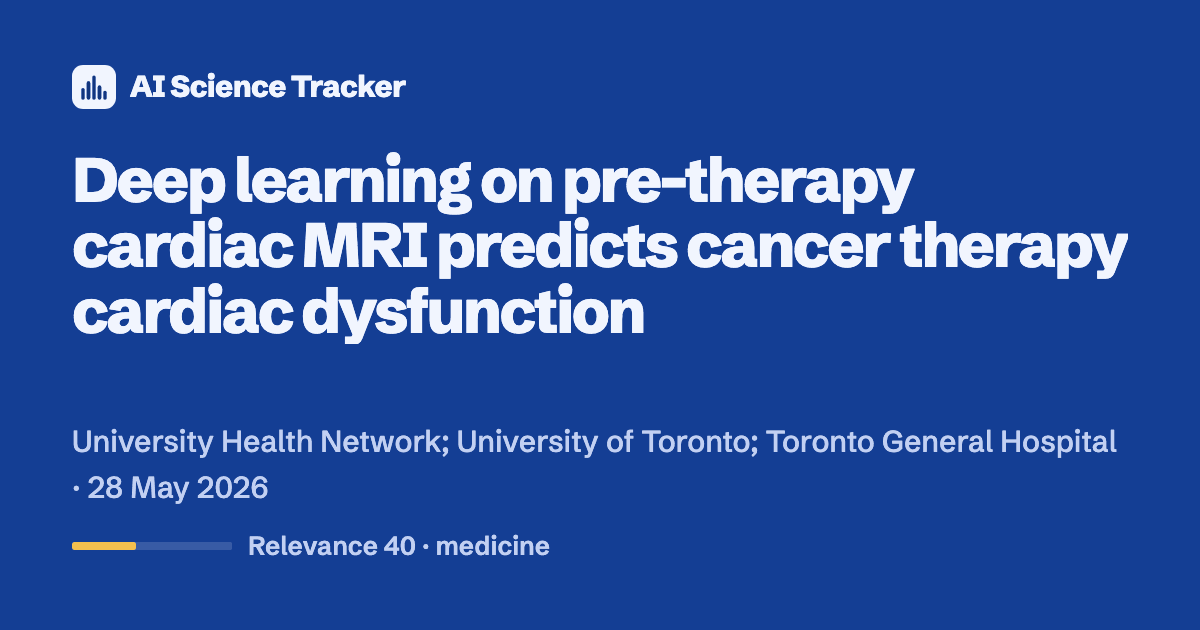 AI Science Tracker
Deep learning on pre-therapy
cardiac MRI predicts cancer therapy
cardiac dysfunction
University Health Network; University of Toronto; Toronto General Hospital
· 28 May 2026
Relevance 40 · medicine